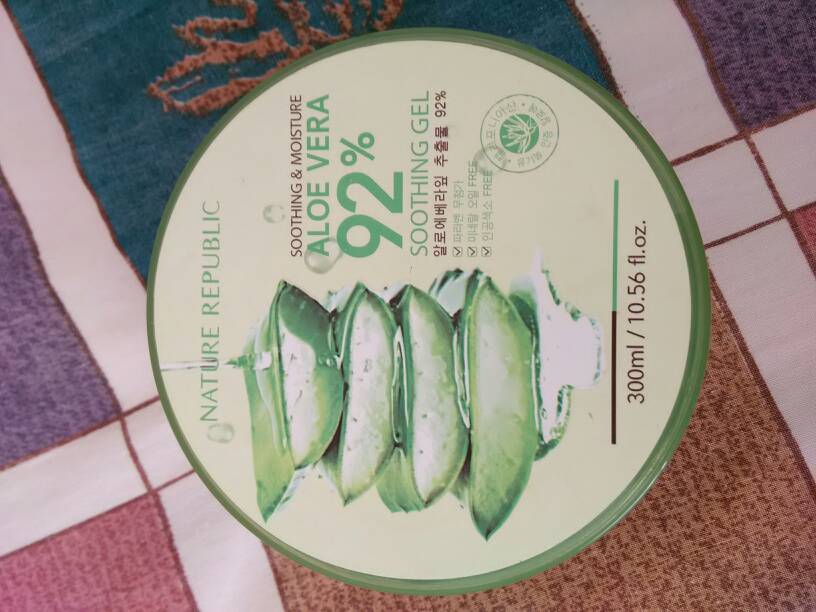 NATURE REPUBLIC
SOOTHING & MOISTURE
ALOE VERA
92%
SOOTHING GEL
알로에베라잎 추출물 92%
파라벤 무첨가
미네랄 오일 FREE
인공색소 FREE
300ml / 10.56 fl.oz.